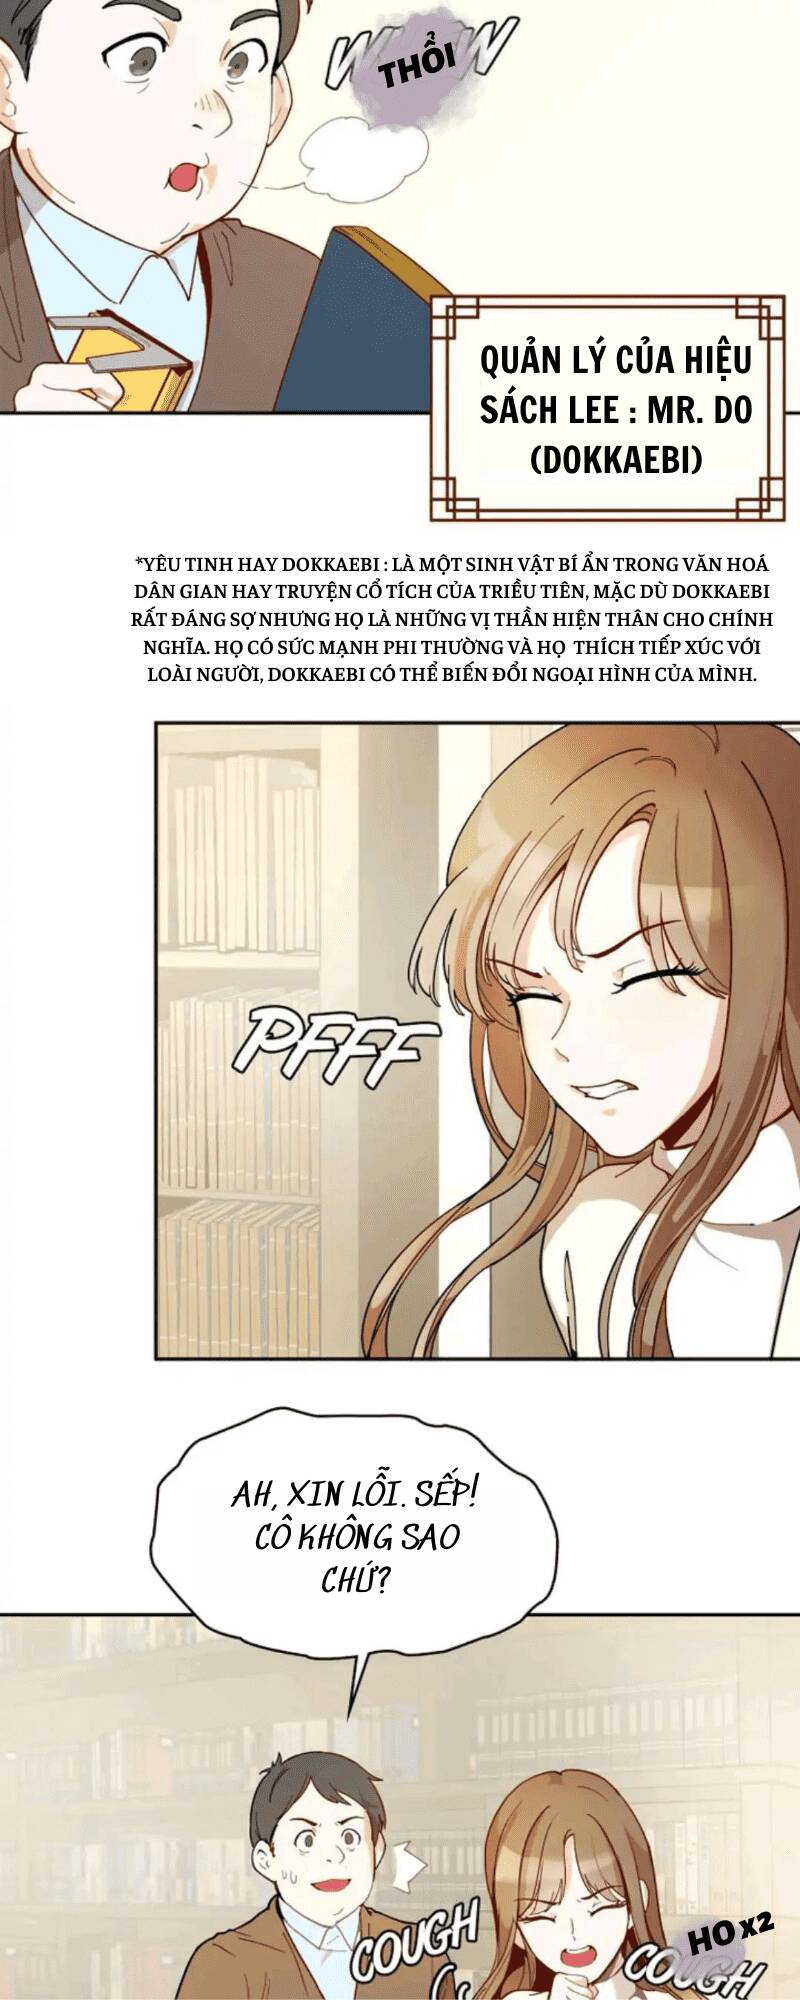 THỔI
QUẢN LÝ CỦA HIỆU
SÁCH LEE : MR. DO
(DOKKAEBI)
*YÊU TINH HAY DOKKAEBI : LÀ MỘT SINH VẬT BÍ ẨN TRONG VĂN HOÁ
DÂN GIAN HAY TRUYỆN CỔ TÍCH CỦA TRIỀU TIÊN, MẶC DÙ DOKKAEBI
RẤT ĐÁNG SỢ NHƯNG HỌ LÀ NHỮNG VỊ THẦN HIỆN THÂN CHO CHÍNH
NGHĨA. HỌ CÓ SỨC MẠNH PHI THƯỜNG VÀ HỌ THÍCH TIẾP XÚC VỚI
LOÀI NGƯỜI, DOKKAEBI CÓ THỂ BIẾN ĐỔI NGOẠI HÌNH CỦA MÌNH.
PFFF
AH, XIN LỖI. SẾP!
CÔ KHÔNG SAO
CHỨ?
COUGH
HO x2
COUGH